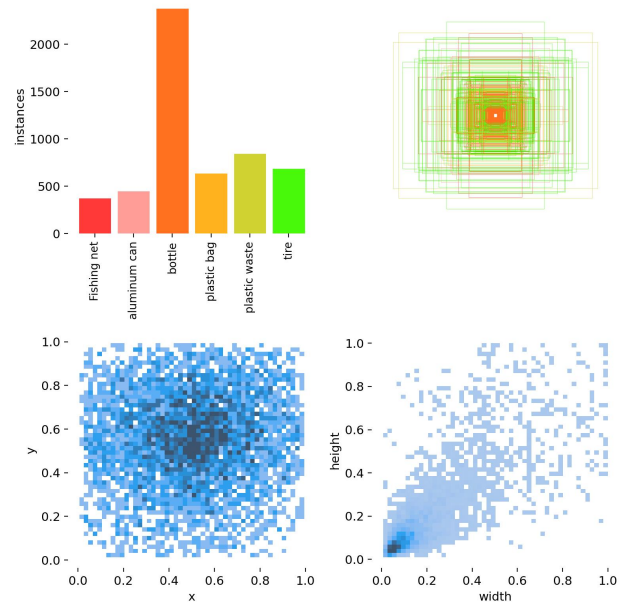 2000
1500
1000
500
0
instances
Fishing net
aluminum can
bottle
plastic bag
plastic waste
tire
1.0
0.8
0.6
0.4
0.2
0.0
y
0.0
0.2
0.4
0.6
0.8
1.0
x
1.0
0.8
0.6
0.4
0.2
0.0
height
0.0
0.2
0.4
0.6
0.8
1.0
width